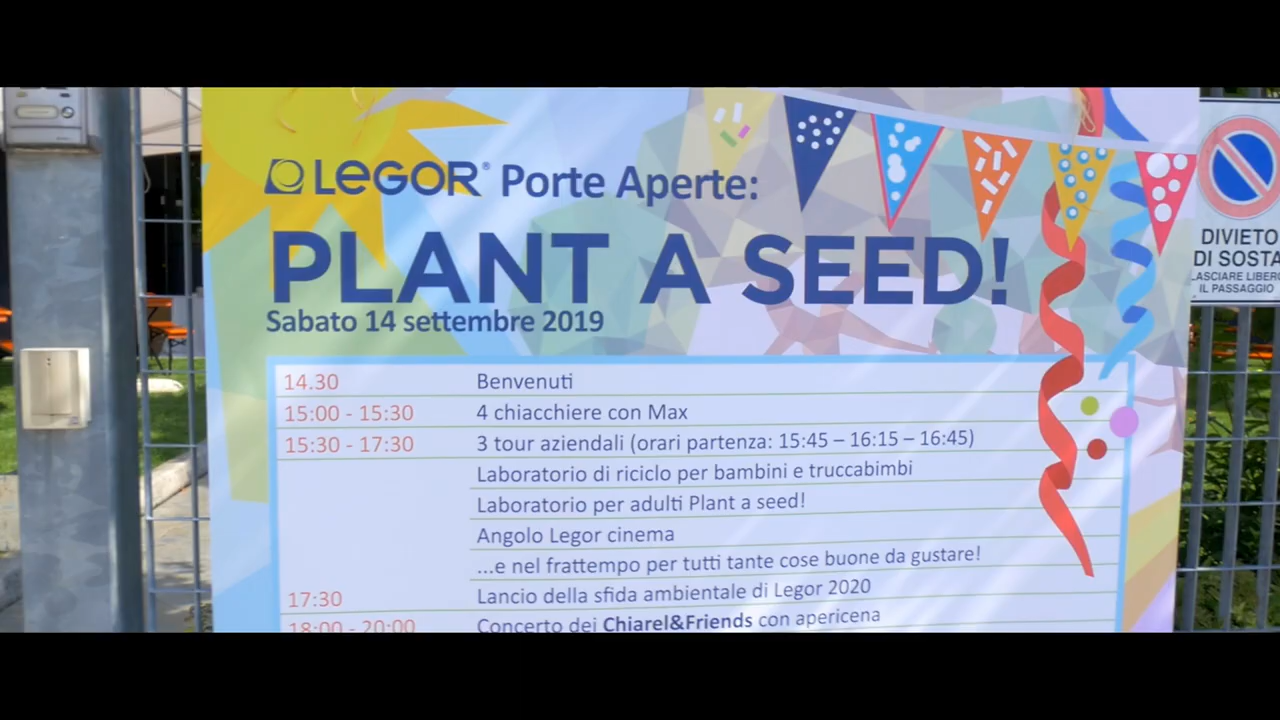 LEGOR® Porte Aperte:
PLANT A SEED!
Sabato 14 settembre 2019
14.30 Benvenuti
15:00 - 15:30 4 chiacchiere con Max
15:30 - 17:30 3 tour aziendali (orari partenza: 15:45 – 16:15 – 16:45)
Laboratorio di riciclo per bambini e truccabimbi
Laboratorio per adulti Plant a seed!
Angolo Legor cinema
...e nel frattempo per tutti tante cose buone da gustare!
17:30 Lancio della sfida ambientale di Legor 2020
18:00 - 20:00 Concerto dei Chiarel&Friends con apericena
DIVIETO
DI SOSTA
LASCIARE LIBERO
IL PASSAGGIO